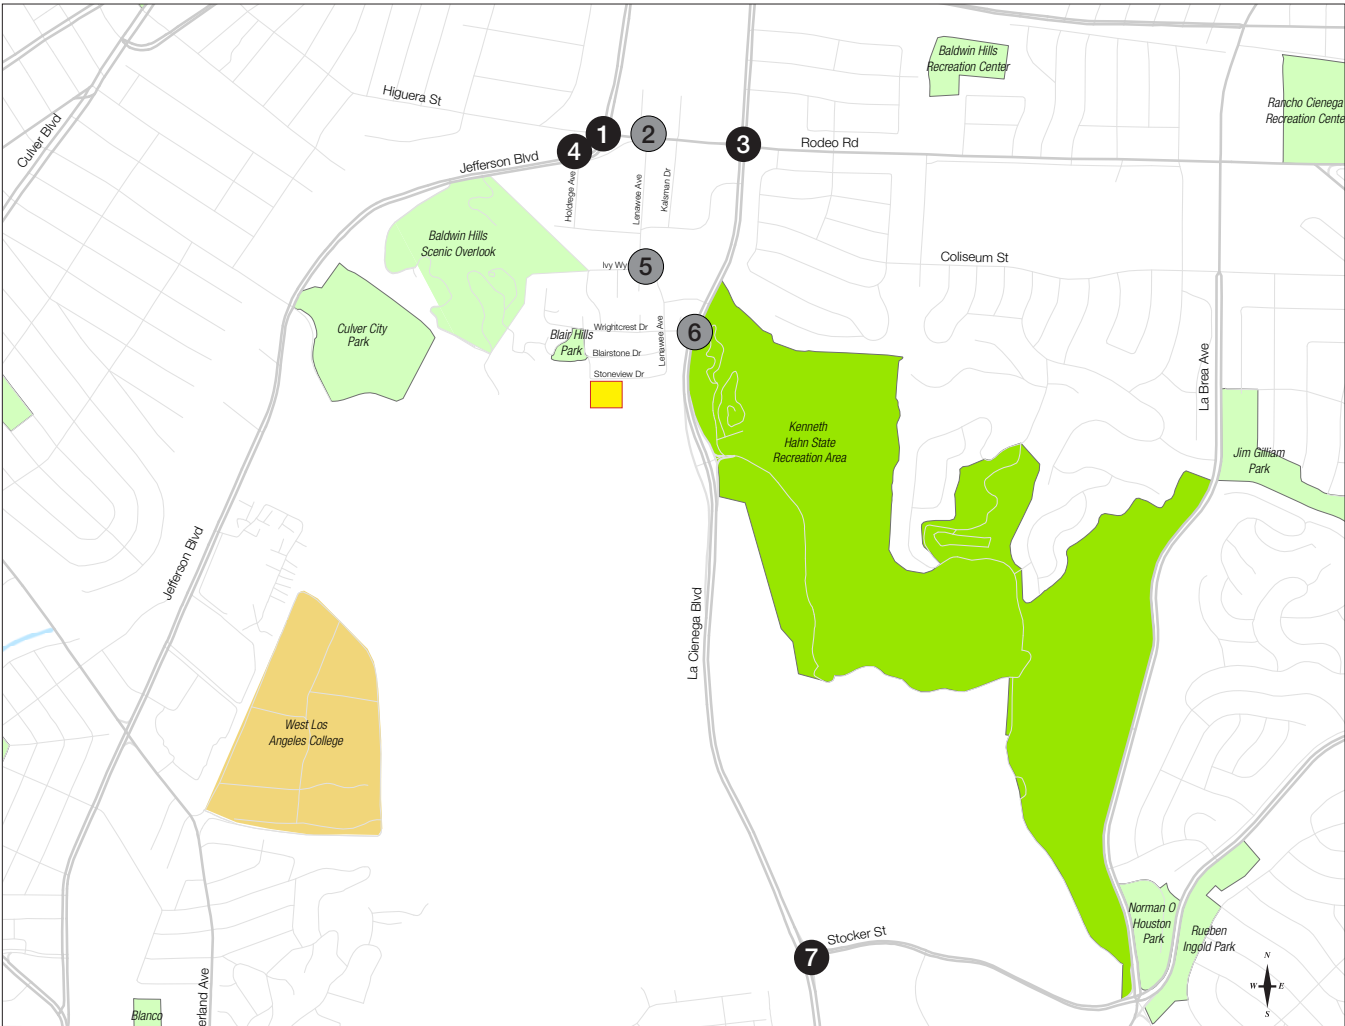 Baldwin Hills
Recreation Center
Rancho Cienega
Recreation Cente
Higuera St
Culver Blvd
1
2
3
4
Rodeo Rd
Jefferson Blvd
Holdrege Ave
Lenawee Ave
Kalsman Dr
Baldwin Hills
Scenic Overlook
Ivy Wy
5
Coliseum St
Culver City
Park
Blair Hills
Park
Wrightcrest Dr
Blairstone Dr
Stoneview Dr
Lenawee Ave
6
La Brea Ave
Kenneth
Hahn State
Recreation Area
Jim Gilliam
Park
Jefferson Blvd
La Cienega Blvd
West Los
Angeles College
Norman O
Houston
Park
Rueben
Ingold Park
7
Stocker St
N
W
E
S
erland Ave
Blanco